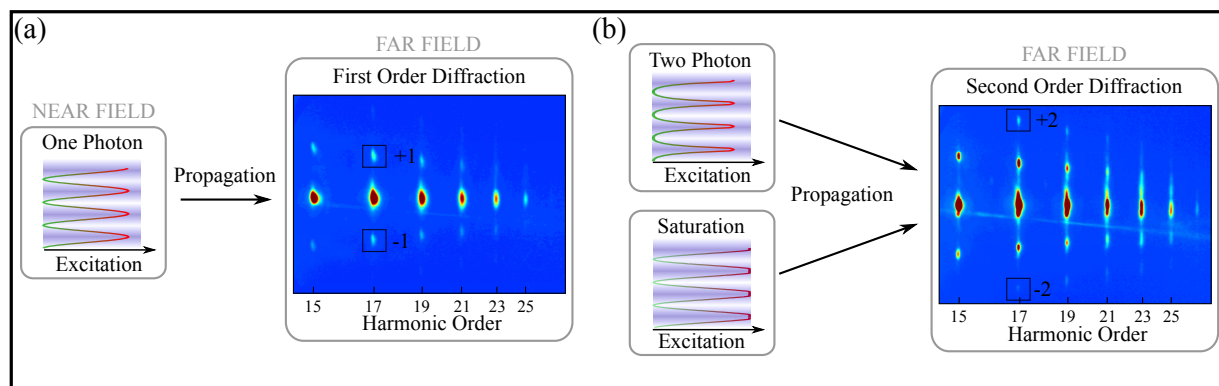 (a)
NEAR FIELD
One Photon
Excitation
Propagation
FAR FIELD
First Order Diffraction
+1
-1
15 17 19 21 23 25
Harmonic Order
(b)
Two Photon
Excitation
Saturation
Excitation
Propagation
FAR FIELD
Second Order Diffraction
+2
-2
15 17 19 21 23 25
Harmonic Order